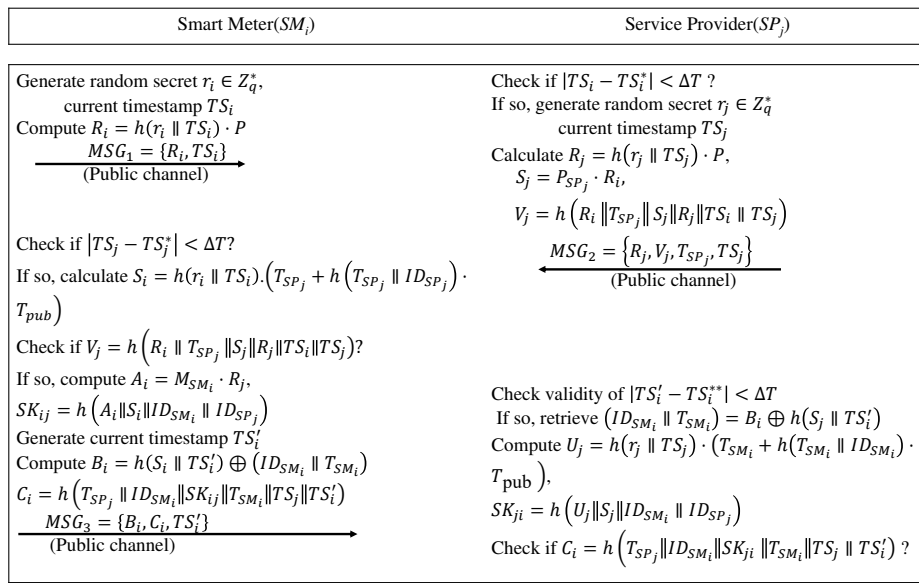 Smart Meter(SM_i)
Service Provider(SP_j)
Generate random secret r_i ∈ Z_q^*,
current timestamp TS_i
Compute R_i = h(r_i ∥ TS_i) · P
MSG_1 = {R_i, TS_i}
(Public channel)
Check if |TS_i − TS_i^*| < ΔT ?
If so, generate random secret r_j ∈ Z_q^*
current timestamp TS_j
Calculate R_j = h(r_j ∥ TS_j) · P,
S_j = P_{SP_j} · R_i,
V_j = h(R_i ∥T_{SP_j}∥S_j∥R_j∥TS_i ∥ TS_j)
MSG_2 = {R_j, V_j, T_{SP_j}, TS_j}
(Public channel)
Check if |TS_j − TS_j^*| < ΔT?
If so, calculate S_i = h(r_i ∥ TS_i).(T_{SP_j} + h(T_{SP_j} ∥ ID_{SP_j}) ·
T_{pub})
Check if V_j = h(R_i ∥ T_{SP_j} ∥S_j∥R_j∥TS_i∥TS_j)?
If so, compute A_i = M_{SM_i} · R_j,
SK_{ij} = h(A_i∥S_i∥ID_{SM_i} ∥ ID_{SP_j})
Generate current timestamp TS_i′
Compute B_i = h(S_i ∥ TS_i′) ⊕ (ID_{SM_i} ∥ T_{SM_i})
C_i = h(T_{SP_j} ∥ ID_{SM_i}∥SK_{ij}∥T_{SM_i}∥TS_j∥TS_i′)
MSG_3 = {B_i, C_i, TS_i′}
(Public channel)
Check validity of |TS_i′ − TS_i^{**}| < ΔT
If so, retrieve (ID_{SM_i} ∥ T_{SM_i}) = B_i ⊕ h(S_j ∥ TS_i′)
Compute U_j = h(r_j ∥ TS_j) · (T_{SM_i} + h(T_{SM_i} ∥ ID_{SM_i}) ·
T_{pub}),
SK_{ji} = h(U_j∥S_j∥ID_{SM_i} ∥ ID_{SP_j})
Check if C_i = h(T_{SP_j}∥ID_{SM_i}∥SK_{ji} ∥T_{SM_i}∥TS_j ∥ TS_i′) ?